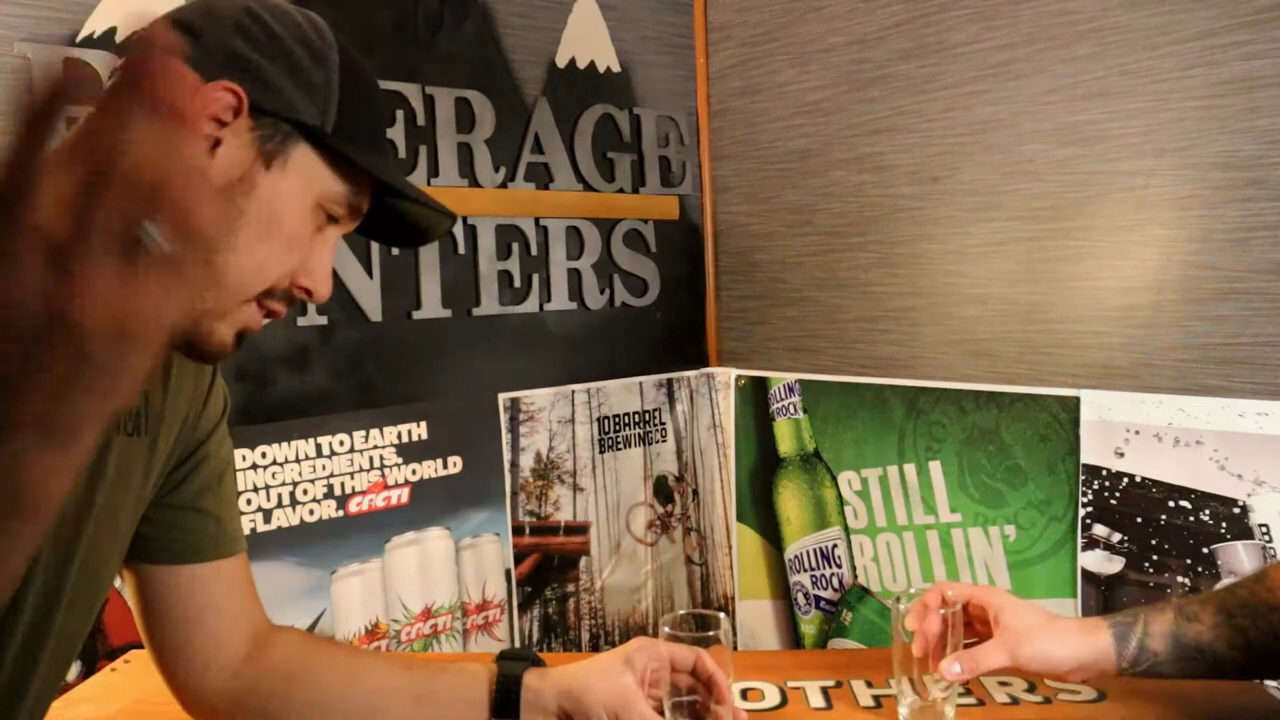 ERAGE
NTERS
DOWN TO EARTH
INGREDIENTS.
OUT OF THIS WORLD
FLAVOR. CACTI
CACTI
CACTI
10 BARREL
BREWING CO
ROLLING
ROCK
ROLLING
ROCK
STILL
ROLLIN'
OTHERS